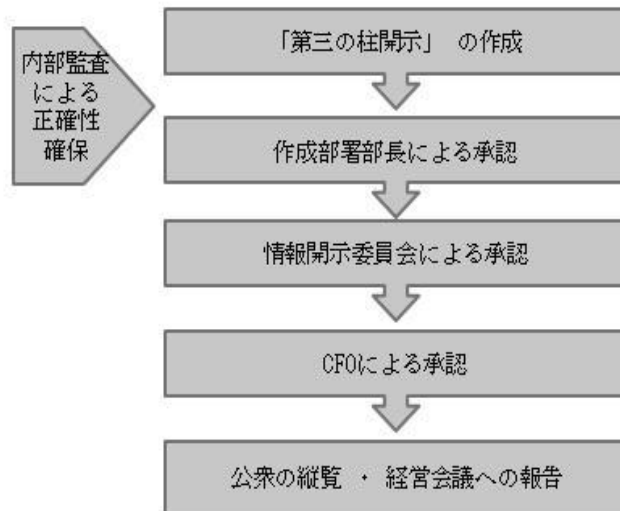 「第三の柱開示」 の作成
内部監査
による
正確性
確保
作成部署部長による承認
情報開示委員会による承認
CFOによる承認
公衆の縦覧 ・ 経営会議への報告